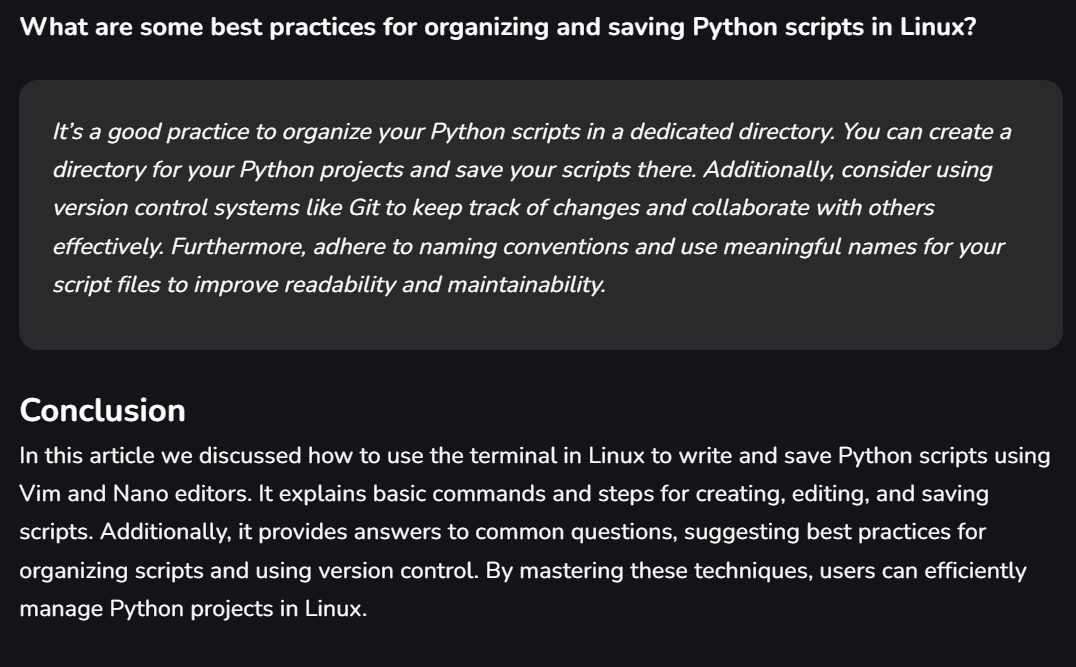 What are some best practices for organizing and saving Python scripts in Linux?
It’s a good practice to organize your Python scripts in a dedicated directory. You can create a
directory for your Python projects and save your scripts there. Additionally, consider using
version control systems like Git to keep track of changes and collaborate with others
effectively. Furthermore, adhere to naming conventions and use meaningful names for your
script files to improve readability and maintainability.
Conclusion
In this article we discussed how to use the terminal in Linux to write and save Python scripts using
Vim and Nano editors. It explains basic commands and steps for creating, editing, and saving
scripts. Additionally, it provides answers to common questions, suggesting best practices for
organizing scripts and using version control. By mastering these techniques, users can efficiently
manage Python projects in Linux.